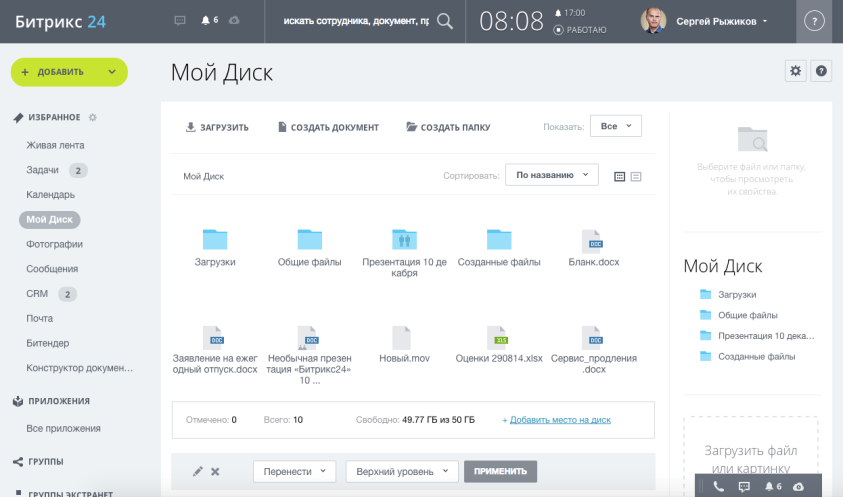 Битрикс 24
6
искать сотрудника, документ, пр
08:08
17:00
РАБОТАЮ
Сергей Рыжиков
?
+ ДОБАВИТЬ
Мой Диск
?
ИЗБРАННОЕ
Живая лента
Задачи 2
Календарь
Мой Диск
Фотографии
Сообщения
CRM 2
Почта
Битендер
Конструктор докумен...
ПРИЛОЖЕНИЯ
Все приложения
ГРУППЫ
ГРУППЫ ЭКСТРАНЕТ
ЗАГРУЗИТЬ
СОЗДАТЬ ДОКУМЕНТ
СОЗДАТЬ ПАПКУ
Показать: Все
Мой Диск
Сортировать: По названию
Загрузки
Общие файлы
Презентация 10 де
кабря
Созданные файлы
DOC
Бланк.docx
DOC
Заявление на ежег
одный отпуск.docx
DOC
Необычная презен
тация «Битрикс24»
10 ...
Новый.mov
XLS
Оценки 290814.xlsx
DOC
Сервис_продления
.docx
Отмечено: 0
Всего: 10
Свободно: 49.77 ГБ из 50 ГБ
+ Добавить место на диск
Перенести
Верхний уровень
ПРИМЕНИТЬ
Выберите файл или папку,
чтобы просмотреть
их свойства
Мой Диск
Загрузки
Общие файлы
Презентация 10 дека...
Созданные файлы
Загрузить файл
или картинку
6